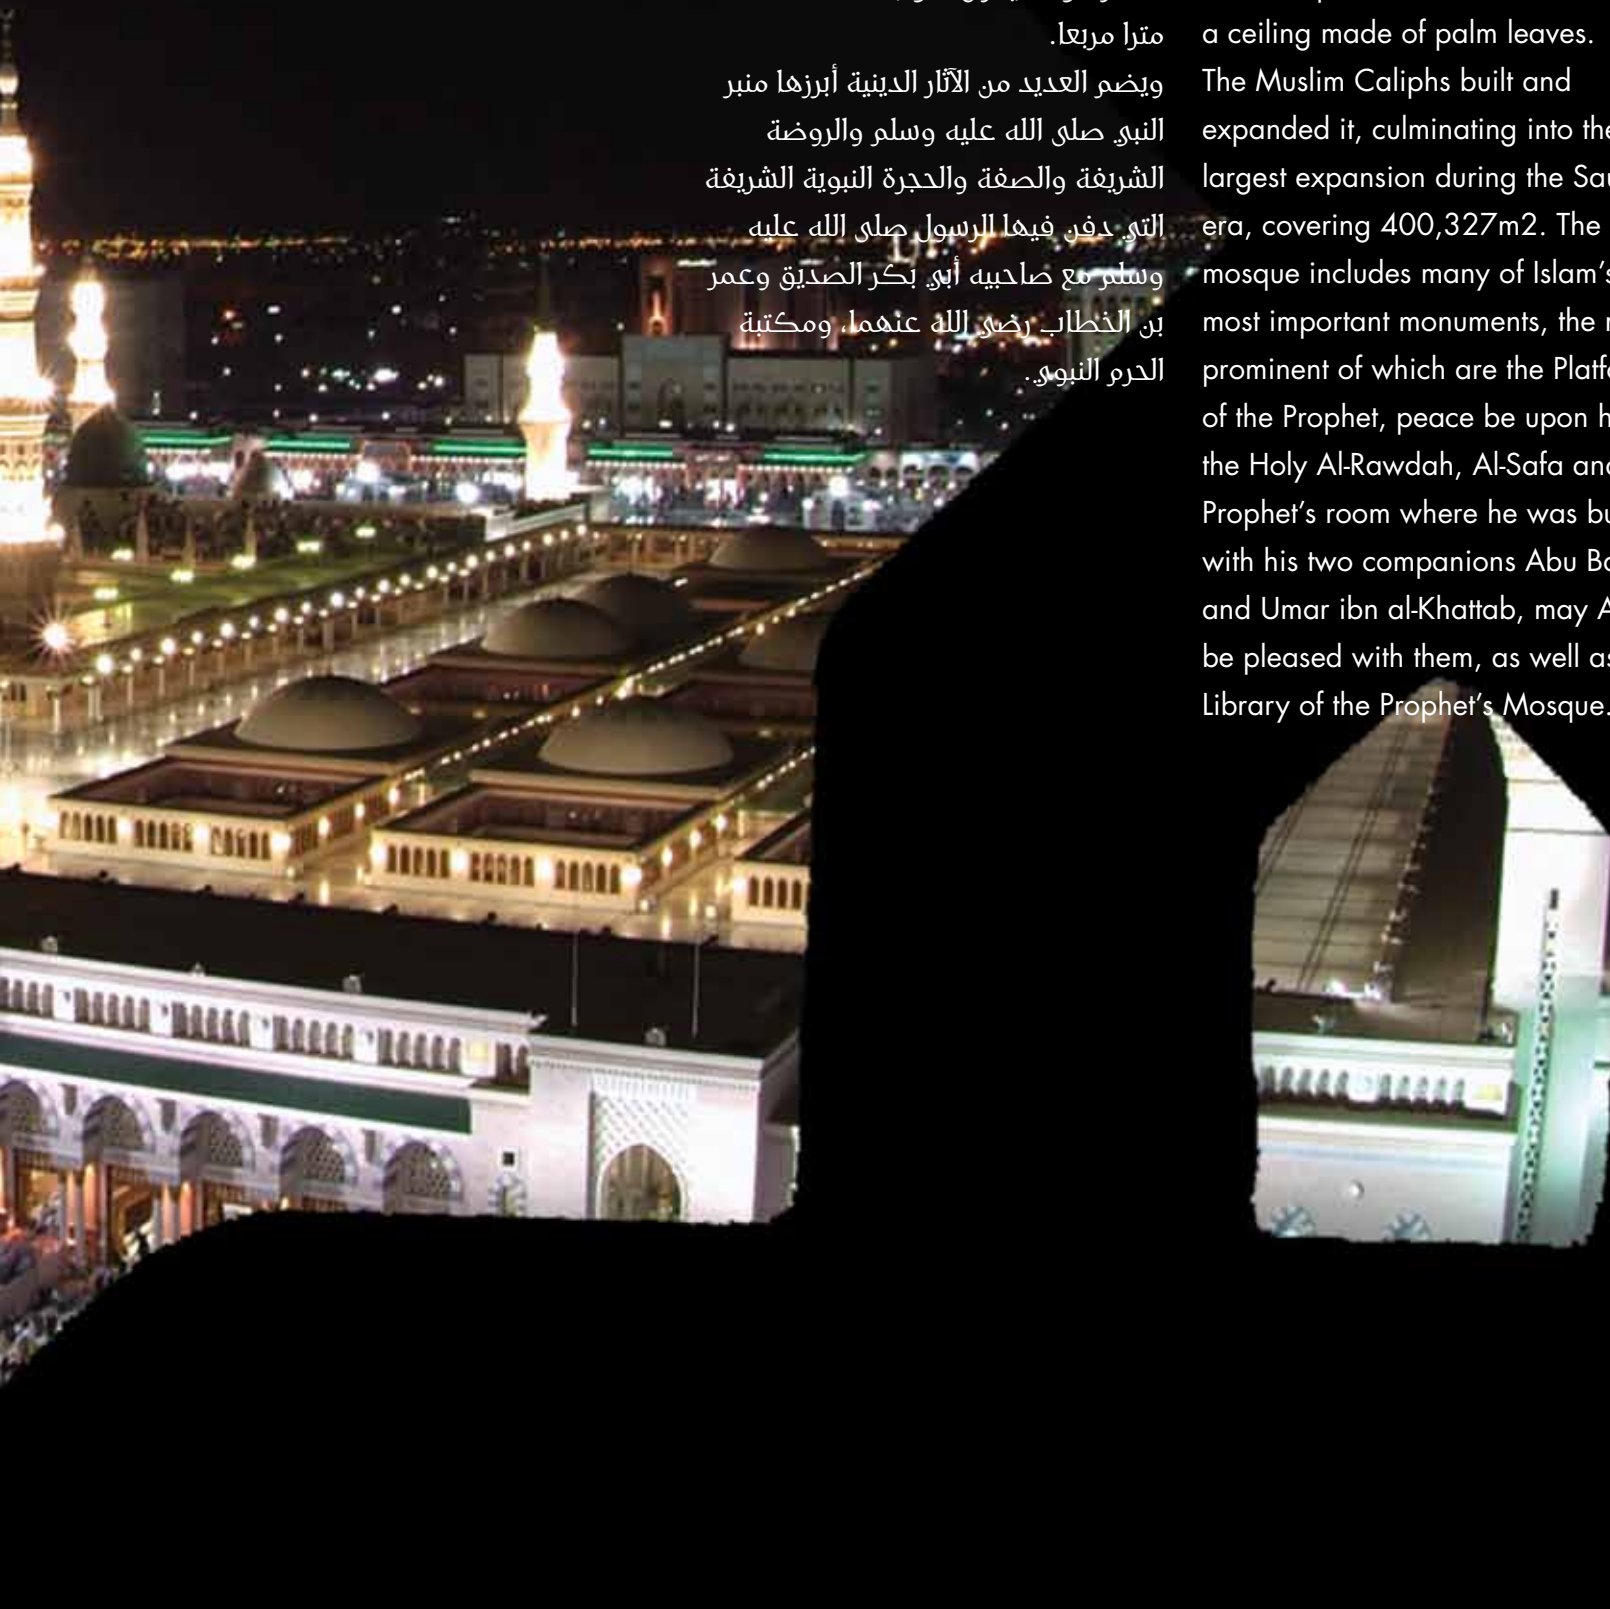 مترا مربعا.
ويضم العديد من الآثار الدينية أبرزها منبر
النبي صلى الله عليه وسلم والروضة
الشريفة والصفة والحجرة النبوية الشريفة
التي دفن فيها الرسول صلى الله عليه
وسلم مع صاحبيه أبي بكر الصديق وعمر
بن الخطاب رضي الله عنهما، ومكتبة
الحرم النبوي.
a ceiling made of palm leaves.
The Muslim Caliphs built and
expanded it, culminating into the
largest expansion during the
era, covering 400,327m2. The
mosque includes many of Islam’s
most important monuments, the
prominent of which are the
of the Prophet, peace be upon
the Holy Al-Rawdah, Al-Safa and
Prophet’s room where he was
with his two companions Abu
and Umar ibn al-Khattab, may
be pleased with them, as well as
Library of the Prophet’s Mosque.